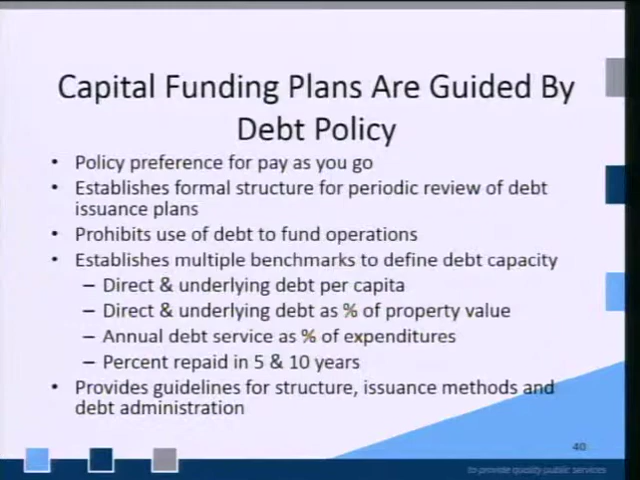 Capital Funding Plans Are Guided By
Debt Policy
• Policy preference for pay as you go
• Establishes formal structure for periodic review of debt
issuance plans
• Prohibits use of debt to fund operations
• Establishes multiple benchmarks to define debt capacity
– Direct & underlying debt per capita
– Direct & underlying debt as % of property value
– Annual debt service as % of expenditures
– Percent repaid in 5 & 10 years
• Provides guidelines for structure, issuance methods and
debt administration
40
to provide quality public services